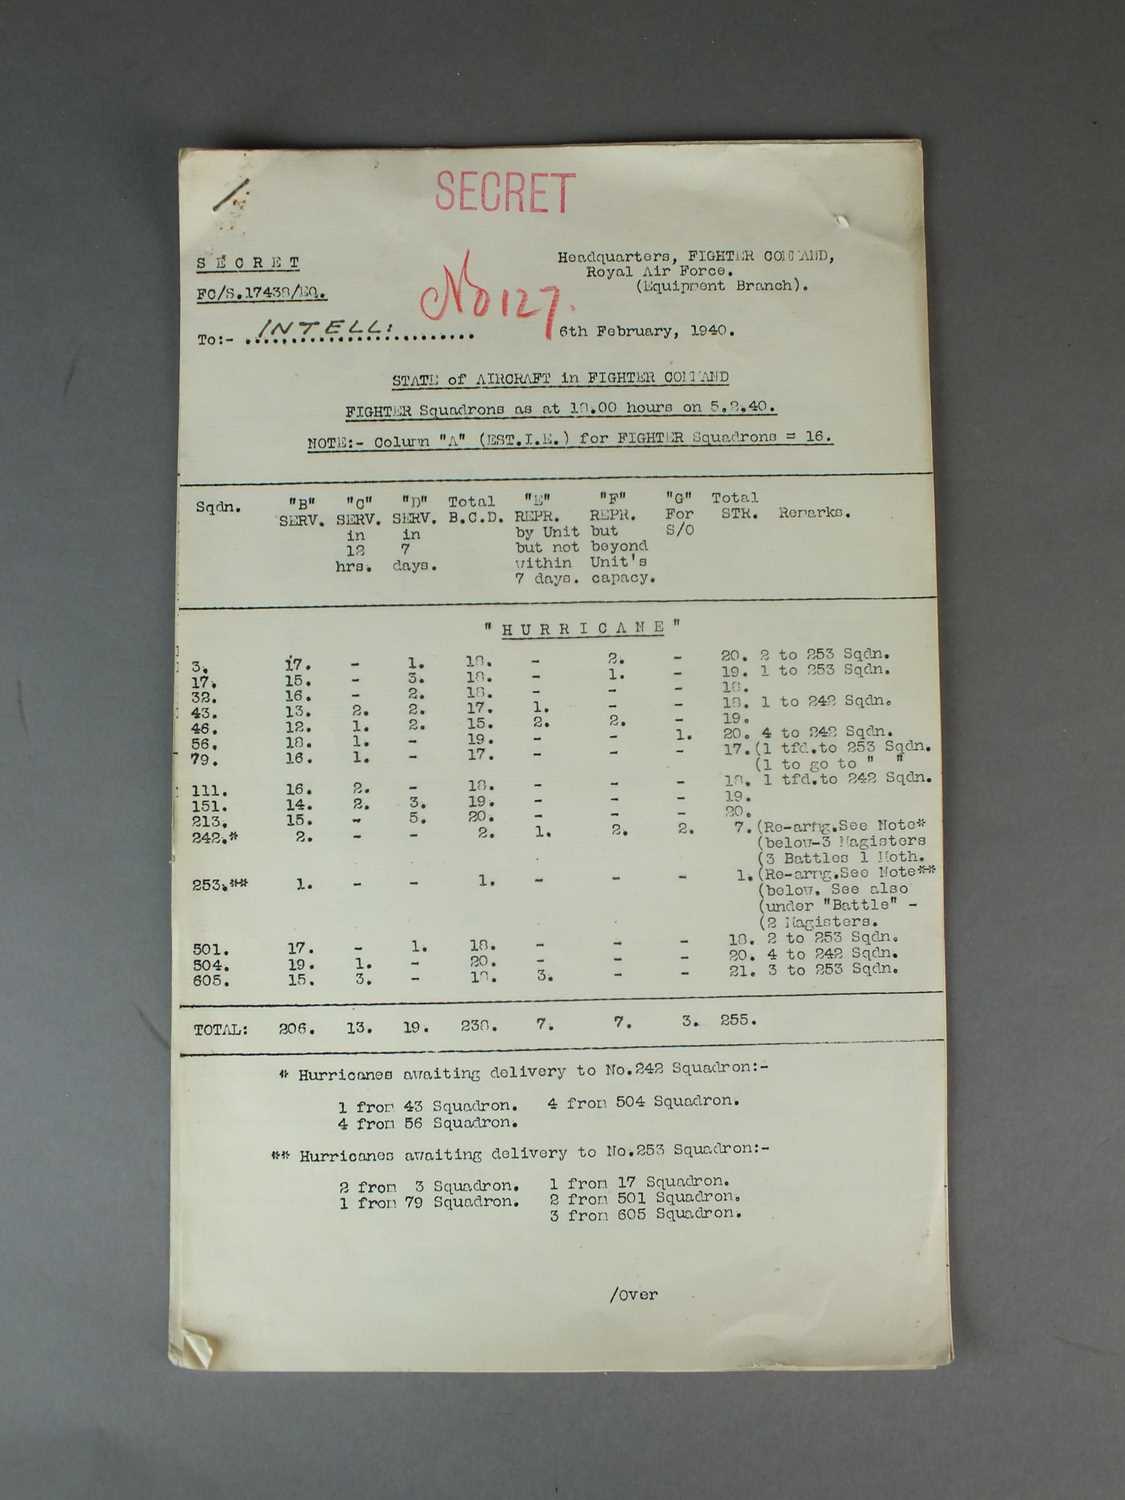 SECRET
S E C R E T
Headquarters, FIGHTER COMMAND,
Royal Air Force.
(Equipment Branch).
FC/S.17438/EQ.
No 127.
To:- INTELL:
6th February, 1940.
STATE of AIRCRAFT in FIGHTER COMMAND
FIGHTER Squadrons as at 18.00 hours on 5.2.40.
NOTE:- Column "A" (EST.I.E.) for FIGHTER Squadrons = 16.
Sqdn. "B" "C" "D" Total "E" "F" "G" Total
SERV. SERV. SERV. B.C.D. REPR. REPR. For STR. Remarks.
in in by Unit but S/O
12 7 but not beyond
hrs. days. within Unit's
7 days. capacy.
"H U R R I C A N E"
3. 17. - 1. 18. - 2. - 20. 2 to 253 Sqdn.
17. 15. - 3. 18. - 1. - 19. 1 to 253 Sqdn.
32. 16. - 2. 18. - - - 18.
43. 13. 2. 2. 17. 1. - - 18. 1 to 242 Sqdn.
46. 12. 1. 2. 15. 2. 2. - 19.
56. 18. 1. - 19. - - 1. 20. 4 to 242 Sqdn.
79. 16. 1. - 17. - - - 17. (1 tfd.to 253 Sqdn.
(1 to go to " "
111. 16. 2. - 18. - - - 18. 1 tfd.to 242 Sqdn.
151. 14. 2. 3. 19. - - - 19.
213. 15. - 5. 20. - - - 20.
242.* 2. - - 2. 1. 2. 2. 7. (Re-arng.See Note*
(below-3 Magisters
(3 Battles 1 Moth.
253.** 1. - - 1. - - - 1. (Re-arng.See Note**
(below. See also
(under "Battle" -
(2 Magisters.
501. 17. - 1. 18. - - - 18. 2 to 253 Sqdn.
504. 19. 1. - 20. - - - 20. 4 to 242 Sqdn.
605. 15. 3. - 18. 3. - - 21. 3 to 253 Sqdn.
TOTAL: 206. 13. 19. 238. 7. 7. 3. 255.
* Hurricanes awaiting delivery to No.242 Squadron:-
1 from 43 Squadron. 4 from 504 Squadron.
4 from 56 Squadron.
** Hurricanes awaiting delivery to No.253 Squadron:-
2 from 3 Squadron. 1 from 17 Squadron.
1 from 79 Squadron. 2 from 501 Squadron.
3 from 605 Squadron.
/Over